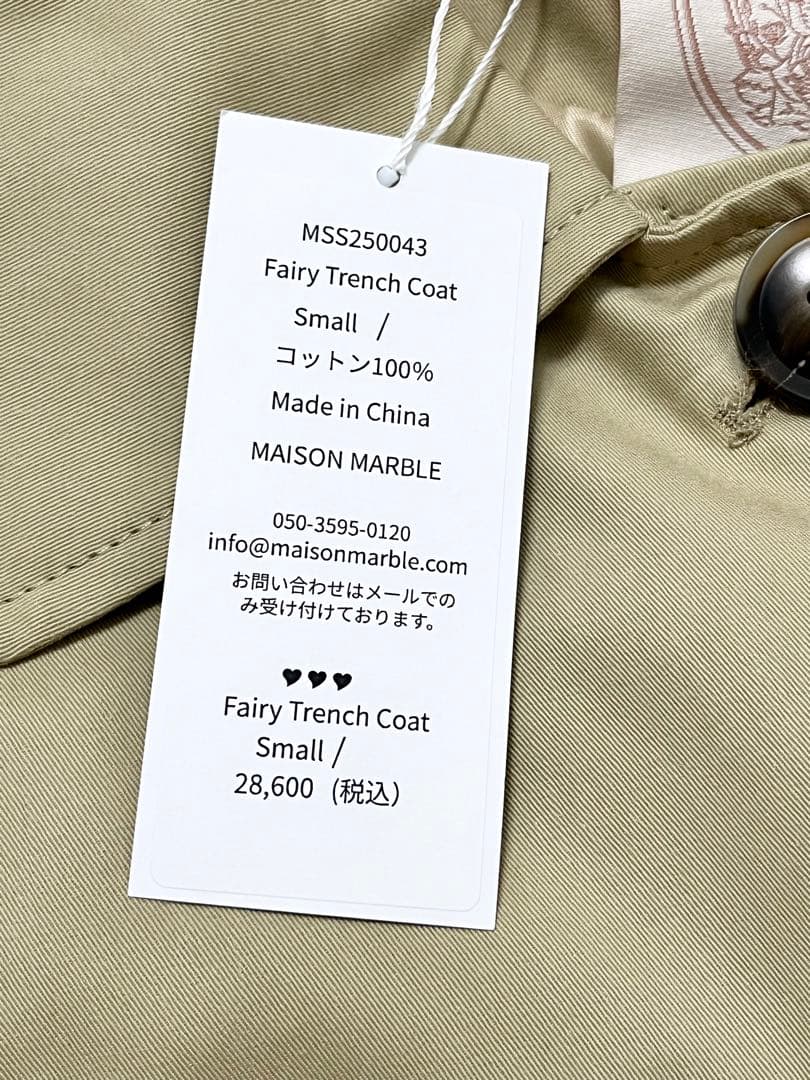 MSS250043
Fairy Trench Coat
Small /
コットン100%
Made in China
MAISON MARBLE
050-3595-0120
info@maisonmarble.com
お問い合わせはメールでの
み受け付けております。
♥♥♥
Fairy Trench Coat
Small /
28,600 (税込)